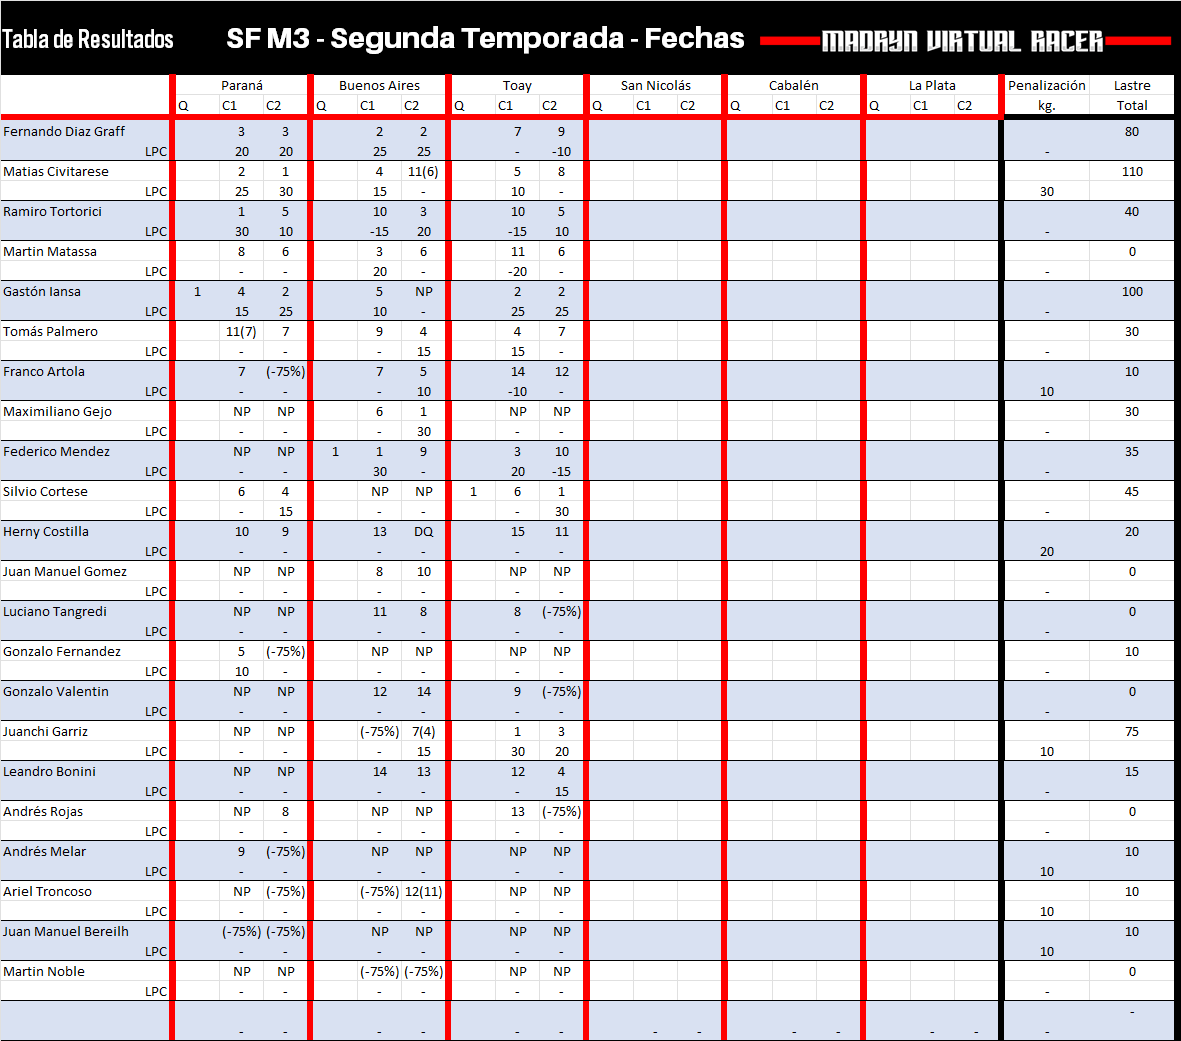 Tabla de Resultados SF M3 - Segunda Temporada - Fechas MADRYN VIRTUAL RACER
Paraná Buenos Aires Toay San Nicolás Cabalén La Plata Penalización Lastre
Q C1 C2 Q C1 C2 Q C1 C2 Q C1 C2 Q C1 C2 Q C1 C2 kg. Total
Fernando Diaz Graff 3 3 2 2 7 9 80
LPC 20 20 25 25 - -10 -
Matias Civitarese 2 1 4 11(6) 5 8 110
LPC 25 30 15 - 10 - 30
Ramiro Tortorici 1 5 10 3 10 5 40
LPC 30 10 -15 20 -15 10 -
Martin Matassa 8 6 3 6 11 6 0
LPC - - 20 - -20 - -
Gastón Iansa 1 4 2 5 NP 2 2 100
LPC 15 25 10 - 25 25 -
Tomás Palmero 11(7) 7 9 4 4 7 30
LPC - - - 15 15 - -
Franco Artola 7 (-75%) 7 5 14 12 10
LPC - - - 10 -10 - 10
Maximiliano Gejo NP NP 6 1 NP NP 30
LPC - - - 30 - - -
Federico Mendez NP NP 1 1 9 3 10 35
LPC - - 30 - 20 -15 -
Silvio Cortese 6 4 NP NP 1 6 1 45
LPC - 15 - - - 30 -
Herny Costilla 10 9 13 DQ 15 11 20
LPC - - - - - - 20
Juan Manuel Gomez NP NP 8 10 NP NP 0
LPC - - - - - - -
Luciano Tangredi NP NP 11 8 8 (-75%) 0
LPC - - - - - - -
Gonzalo Fernandez 5 (-75%) NP NP NP NP 10
LPC 10 - - - - - -
Gonzalo Valentin NP NP 12 14 9 (-75%) 0
LPC - - - - - - -
Juanchi Garriz NP NP (-75%) 7(4) 1 3 75
LPC - - - 15 30 20 10
Leandro Bonini NP NP 14 13 12 4 15
LPC - - - - - 15 -
Andrés Rojas NP 8 NP NP 13 (-75%) 0
LPC - - - - - - -
Andrés Melar 9 (-75%) NP NP NP NP 10
LPC - - - - - - 10
Ariel Troncoso NP (-75%) (-75%) 12(11) NP NP 10
LPC - - - - - - 10
Juan Manuel Bereilh (-75%) (-75%) NP NP NP NP 10
LPC - - - - - - 10
Martin Noble NP NP (-75%) (-75%) NP NP 0
LPC - - - - - - -
-
- - - - - - - - - - - - -